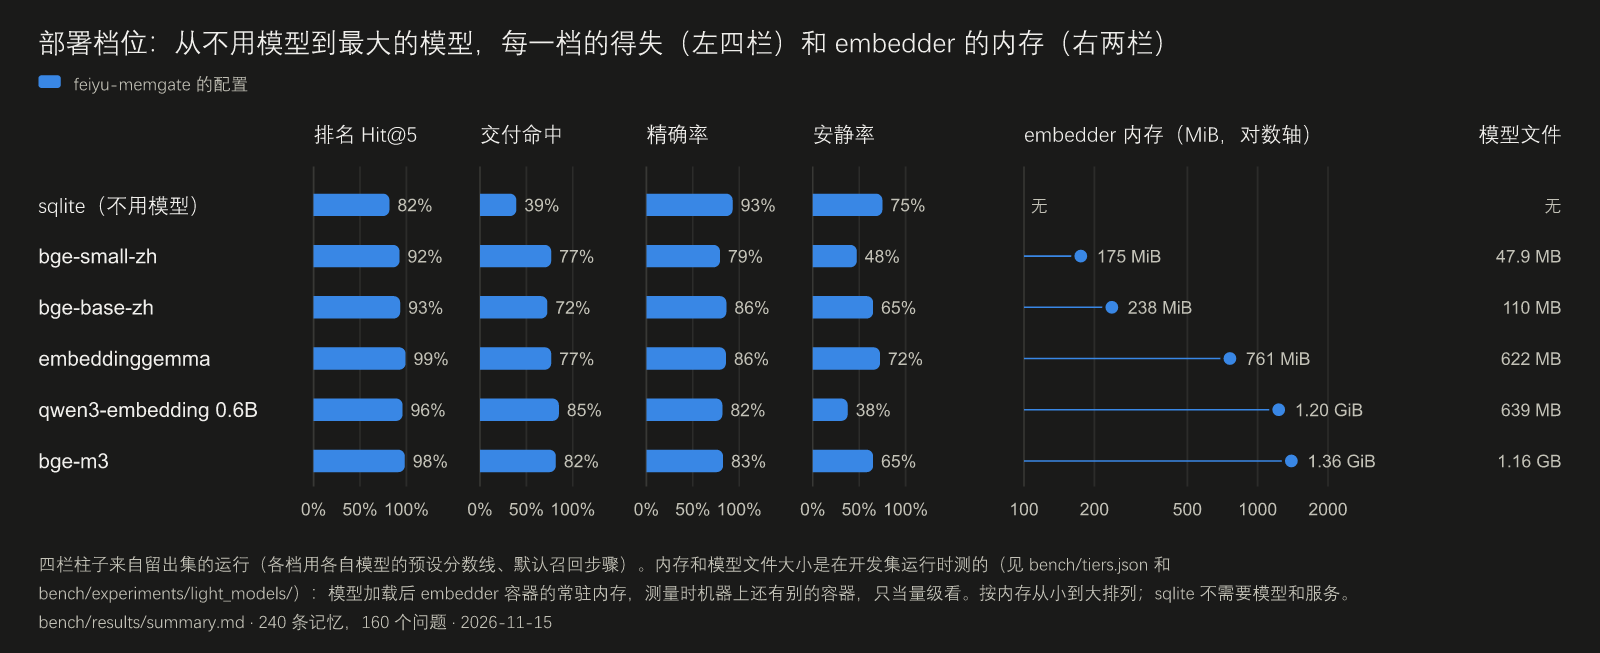 部署档位：从不用模型到最大的模型，每一档的得失（左四栏）和 embedder 的内存（右两栏）
feiyu-memgate 的配置
排名 Hit@5 交付命中 精确率 安静率 embedder 内存（MiB，对数轴） 模型文件
sqlite（不用模型） 82% 39% 93% 75% 无 无
bge-small-zh 92% 77% 79% 48% 175 MiB 47.9 MB
bge-base-zh 93% 72% 86% 65% 238 MiB 110 MB
embeddinggemma 99% 77% 86% 72% 761 MiB 622 MB
qwen3-embedding 0.6B 96% 85% 82% 38% 1.20 GiB 639 MB
bge-m3 98% 82% 83% 65% 1.36 GiB 1.16 GB
0% 50% 100% 0% 50% 100% 0% 50% 100% 0% 50% 100% 100 200 500 1000 2000
四栏柱子来自留出集的运行（各档用各自模型的预设分数线、默认召回步骤）。内存和模型文件大小是在开发集运行时测的（见 bench/tiers.json 和
bench/experiments/light_models/）：模型加载后 embedder 容器的常驻内存，测量时机器上还有别的容器，只当量级看。按内存从小到大排列；sqlite 不需要模型和服务。
bench/results/summary.md · 240 条记忆，160 个问题 · 2026-11-15